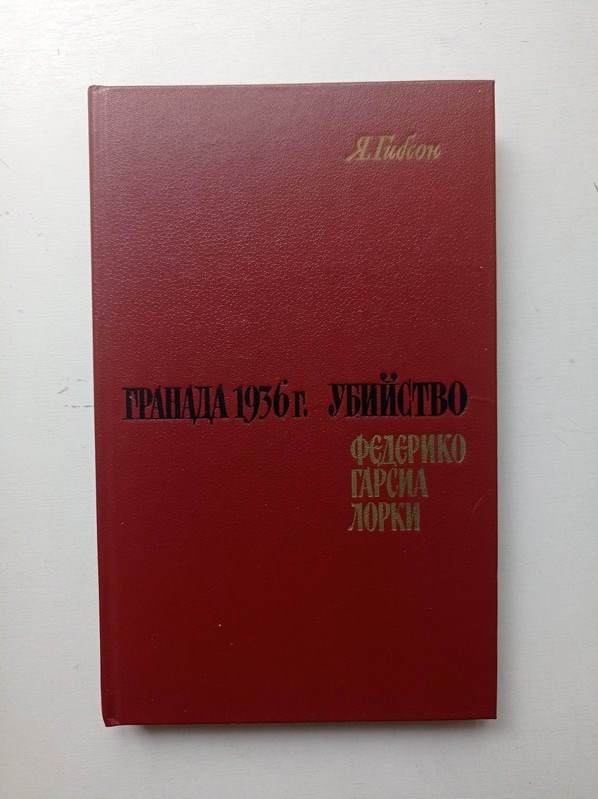 Я. Гибсон
ГРАНАДА 1936 г. УБИЙСТВО
ФЕДЕРИКО
ГАРСИА
ЛОРКИ